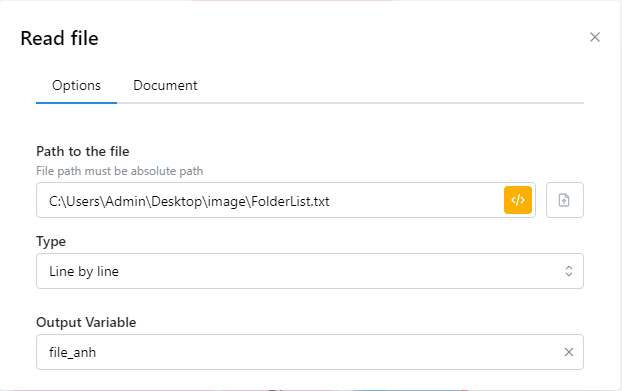 Read file
Options
Document
Path to the file
File path must be absolute path
C:\Users\Admin\Desktop\image\FolderList.txt
Type
Line by line
Output Variable
file_anh